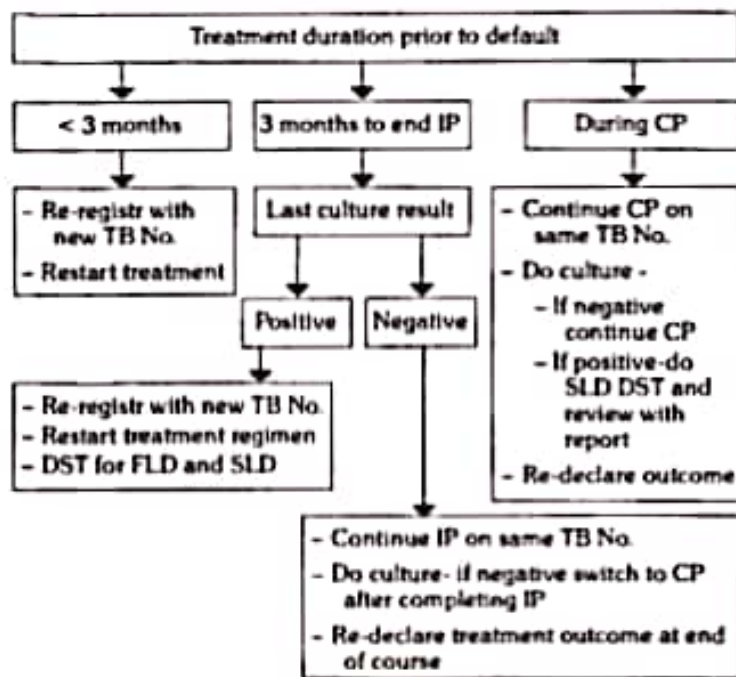 Treatment duration prior to default
< 3 months
3 months to end IP
During CP
- Re-registr with
new TB No.
- Restart treatment
Last culture result
- Continue CP on
same TB No.
- Do culture -
- If negative
continue CP
- If positive-do
SLD DST and
review with
report
- Re-declare outcome
Positive
Negative
- Re-registr with new TB No.
- Restart treatment regimen
- DST for FLD and SLD
- Continue IP on same TB No.
- Do culture- if negative switch to CP
after completing IP
- Re-declare treatment outcome at end
of course